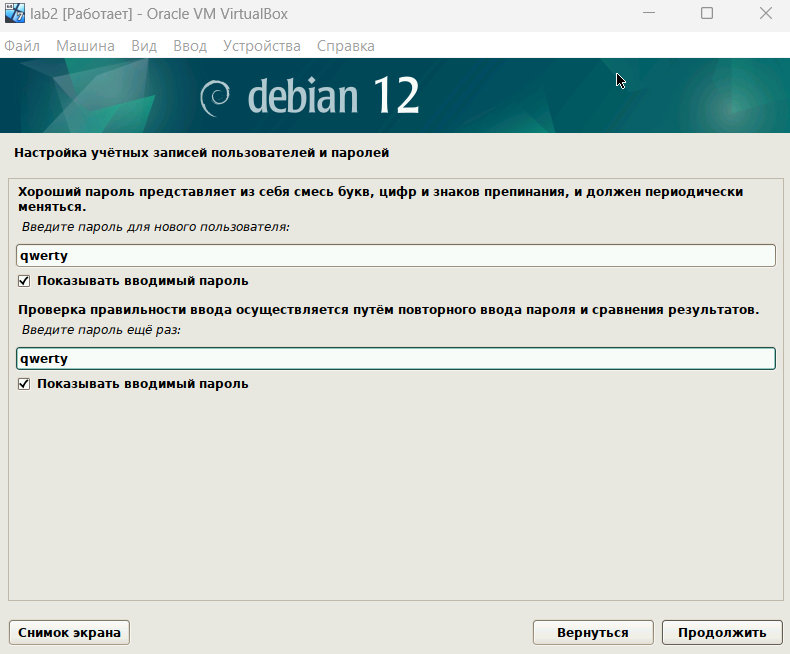 lab2 [Работает] - Oracle VM VirtualBox
Файл Машина Вид Ввод Устройства Справка
debian 12
Настройка учётных записей пользователей и паролей
Хороший пароль представляет из себя смесь букв, цифр и знаков препинания, и должен периодически
меняться.
Введите пароль для нового пользователя:
qwerty
Показывать вводимый пароль
Проверка правильности ввода осуществляется путём повторного ввода пароля и сравнения результатов.
Введите пароль ещё раз:
qwerty
Показывать вводимый пароль
Снимок экрана Вернуться Продолжить